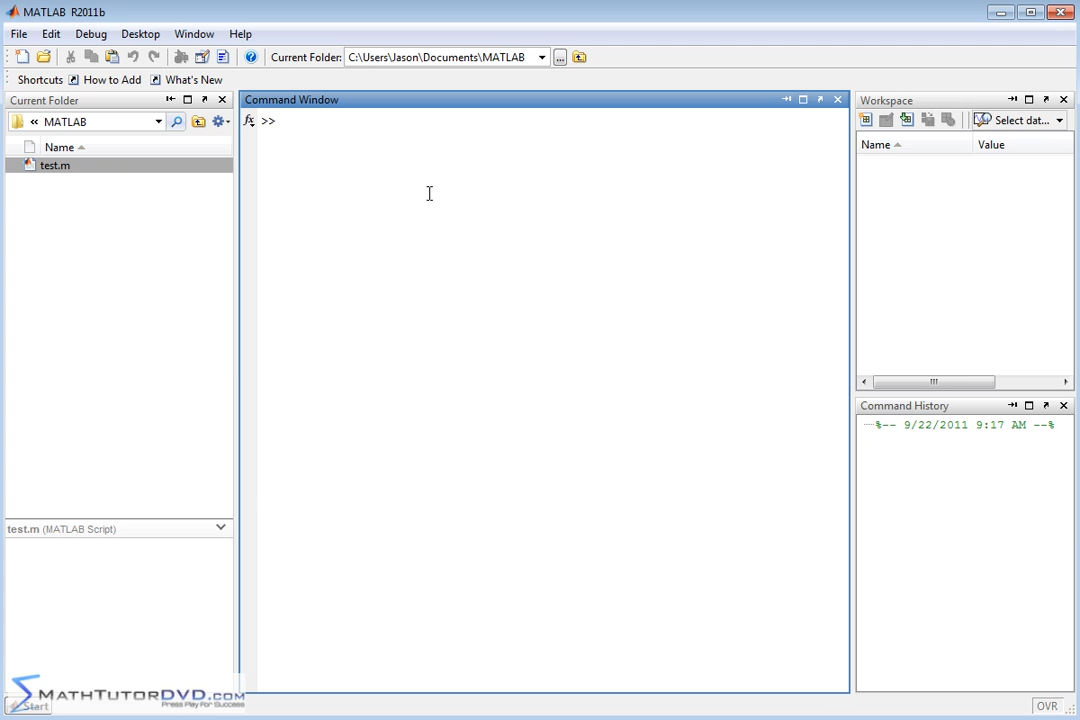 MATLAB R2011b
File Edit Debug Desktop Window Help
Current Folder: C:\Users\Jason\Documents\MATLAB ...
Shortcuts How to Add What's New
Current Folder
« MATLAB
Name
test.m
test.m (MATLAB Script)
Command Window
fx >>
Workspace
Select dat...
Name Value
Command History
%-- 9/22/2011 9:17 AM --%
MATHTUTORDVD.COM
Press Play For Success
Start
OVR